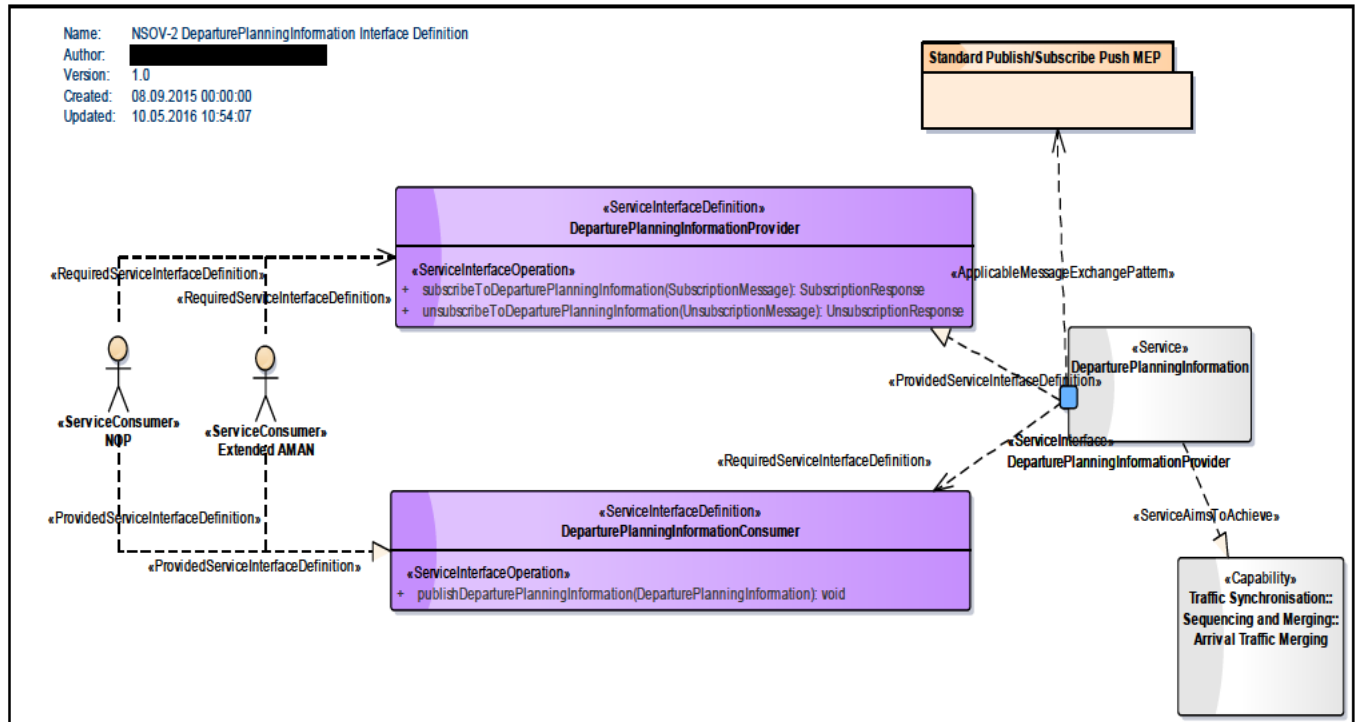 Name: NSOV-2 DeparturePlanningInformation Interface Definition
Author:
Version: 1.0
Created: 08.09.2015 00:00:00
Updated: 10.05.2016 10:54:07
Standard Publish/Subscribe Push MEP
«ServiceInterfaceDefinition»
DeparturePlanningInformationProvider
«ServiceInterfaceOperation»
+ subscribeToDeparturePlanningInformation(SubscriptionMessage): SubscriptionResponse
+ unsubscribeToDeparturePlanningInformation(UnsubscriptionMessage): UnsubscriptionResponse
«RequiredServiceInterfaceDefinition»
«RequiredServiceInterfaceDefinition»
«ApplicableMessageExchangePattern»
«Service»
DeparturePlanningInformation
«ProvidedServiceInterfaceDefinition»
«ServiceConsumer»
NOP
«ServiceConsumer»
Extended AMAN
«ServiceInterface»
DeparturePlanningInformationProvider
«RequiredServiceInterfaceDefinition»
«ProvidedServiceInterfaceDefinition»
«ProvidedServiceInterfaceDefinition»
«ServiceInterfaceDefinition»
DeparturePlanningInformationConsumer
«ServiceInterfaceOperation»
+ publishDeparturePlanningInformation(DeparturePlanningInformation): void
«ServiceAimsToAchieve»
«Capability»
Traffic Synchronisation::
Sequencing and Merging::
Arrival Traffic Merging